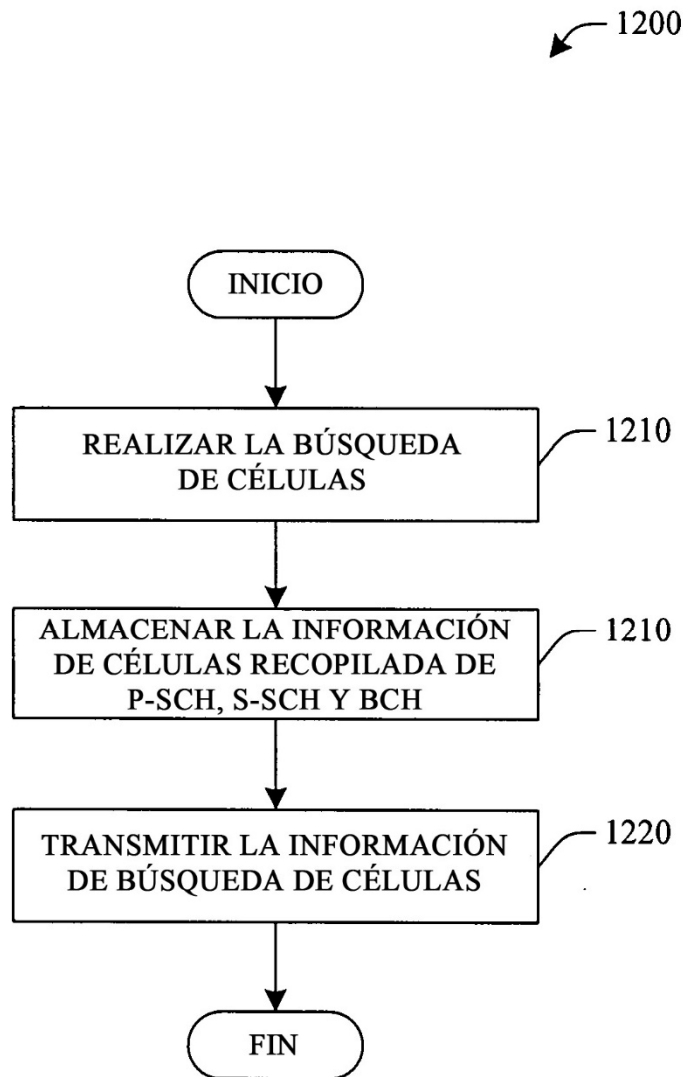 1200
INICIO
REALIZAR LA BÚSQUEDA
DE CÉLULAS
1210
ALMACENAR LA INFORMACIÓN
DE CÉLULAS RECOPILADA DE
P-SCH, S-SCH Y BCH
1210
TRANSMITIR LA INFORMACIÓN
DE BÚSQUEDA DE CÉLULAS
1220
FIN